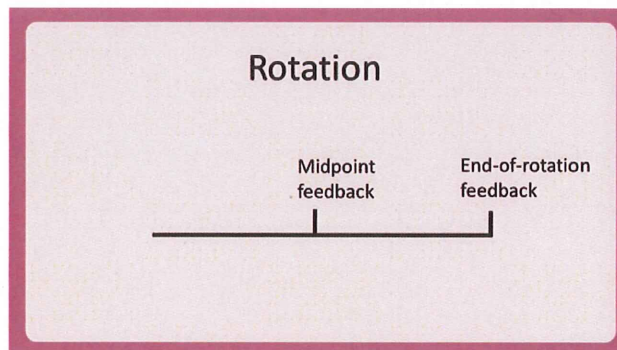 Rotation
Midpoint
feedback
End-of-rotation
feedback